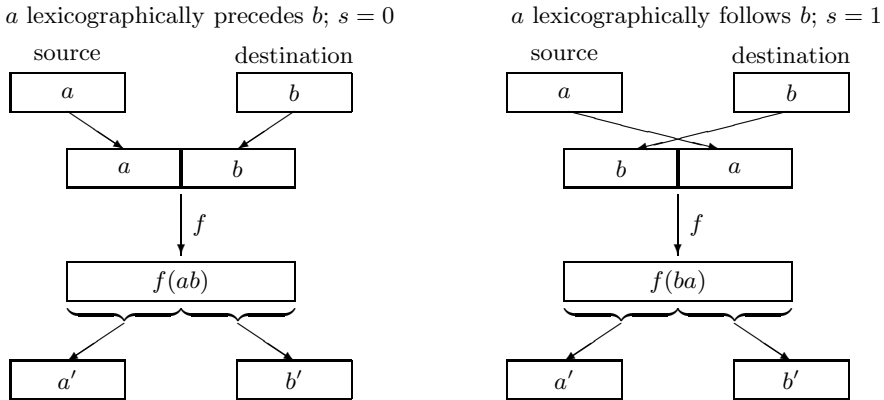 a lexicographically precedes b; s = 0
source destination
a b
a b
f
f(ab)
a′ b′
a lexicographically follows b; s = 1
source destination
a b
b a
f
f(ba)
a′ b′